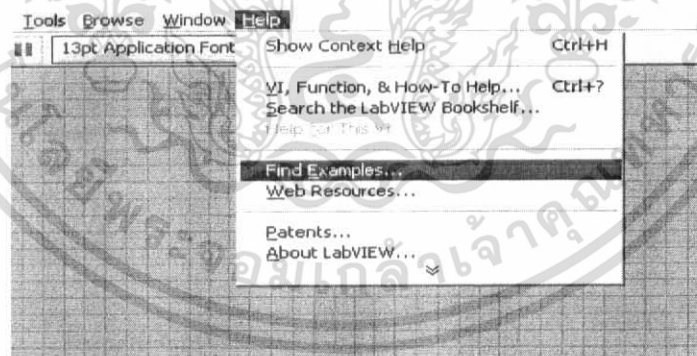 Tools Browse Window Help
13pt Application Font
Show Context Help Ctrl+H
VI, Function, & How-To Help... Ctrl+?
Search the LabVIEW Bookshelf...
Help for This VI
Find Examples...
Web Resources...
Patents...
About LabVIEW...